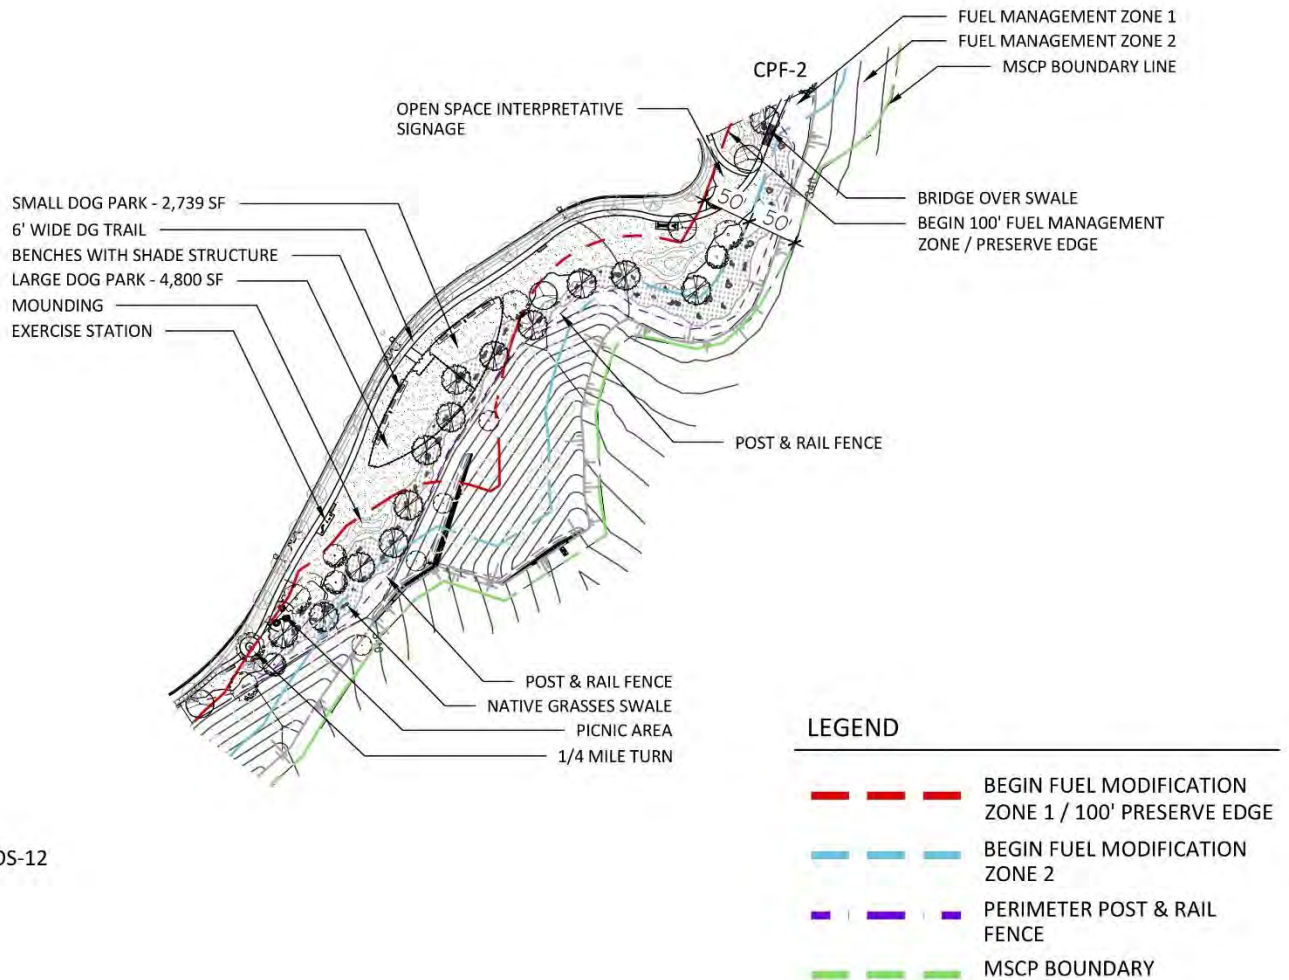 FUEL MANAGEMENT ZONE 1
FUEL MANAGEMENT ZONE 2
MSCP BOUNDARY LINE
CPF-2
OPEN SPACE INTERPRETATIVE
SIGNAGE
SMALL DOG PARK - 2,739 SF
6' WIDE DG TRAIL
BENCHES WITH SHADE STRUCTURE
LARGE DOG PARK - 4,800 SF
MOUNDING
EXERCISE STATION
50'
50'
340
BRIDGE OVER SWALE
BEGIN 100' FUEL MANAGEMENT
ZONE / PRESERVE EDGE
POST & RAIL FENCE
POST & RAIL FENCE
NATIVE GRASSES SWALE
PICNIC AREA
1/4 MILE TURN
OS-12
LEGEND
BEGIN FUEL MODIFICATION
ZONE 1 / 100' PRESERVE EDGE
BEGIN FUEL MODIFICATION
ZONE 2
PERIMETER POST & RAIL
FENCE
MSCP BOUNDARY